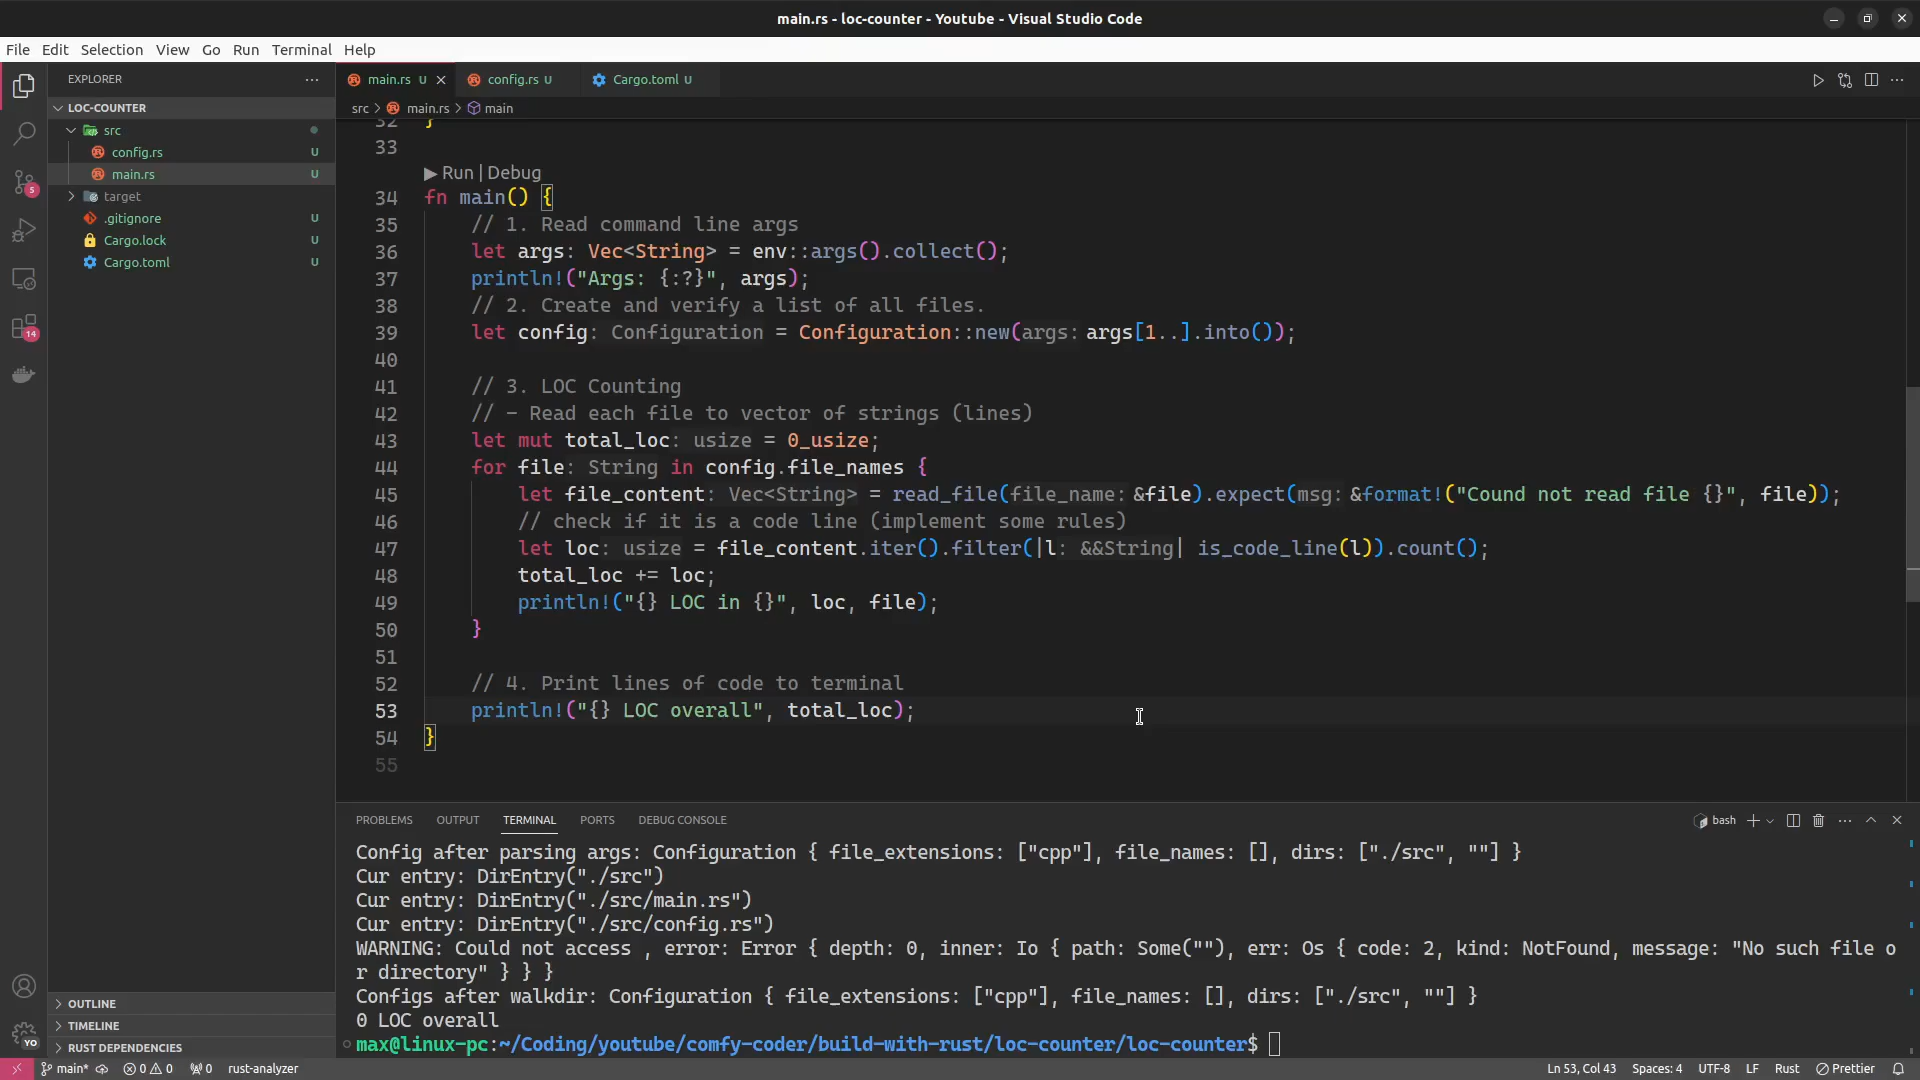 main.rs - loc-counter - Youtube - Visual Studio Code
File Edit Selection View Go Run Terminal Help
EXPLORER
main.rs U
config.rs U
Cargo.toml U
LOC-COUNTER
src > main.rs > main
src
config.rs U
main.rs U
target
.gitignore U
Cargo.lock U
Cargo.toml U
5
14
YO
32 }
33
▶ Run | Debug
34 fn main() {
35 // 1. Read command line args
36 let args: Vec<String> = env::args().collect();
37 println!("Args: {:?}", args);
38 // 2. Create and verify a list of all files.
39 let config: Configuration = Configuration::new(args: args[1..].into());
40
41 // 3. LOC Counting
42 // - Read each file to vector of strings (lines)
43 let mut total_loc: usize = 0_usize;
44 for file: String in config.file_names {
45 let file_content: Vec<String> = read_file(file_name: &file).expect(msg: &format!("Cound not read file {}", file));
46 // check if it is a code line (implement some rules)
47 let loc: usize = file_content.iter().filter(|l: &&String| is_code_line(l)).count();
48 total_loc += loc;
49 println!("{} LOC in {}", loc, file);
50 }
51
52 // 4. Print lines of code to terminal
53 println!("{} LOC overall", total_loc);
54 }
55
PROBLEMS OUTPUT TERMINAL PORTS DEBUG CONSOLE
bash
Config after parsing args: Configuration { file_extensions: ["cpp"], file_names: [], dirs: ["./src", ""] }
Cur entry: DirEntry("./src")
Cur entry: DirEntry("./src/main.rs")
Cur entry: DirEntry("./src/config.rs")
WARNING: Could not access , error: Error { depth: 0, inner: Io { path: Some(""), err: Os { code: 2, kind: NotFound, message: "No such file o
r directory" } } }
Configs after walkdir: Configuration { file_extensions: ["cpp"], file_names: [], dirs: ["./src", ""] }
0 LOC overall
max@linux-pc:~/Coding/youtube/comfy-coder/build-with-rust/loc-counter/loc-counter$
OUTLINE
TIMELINE
RUST DEPENDENCIES
main* 0 0 0 rust-analyzer
Ln 53, Col 43 Spaces: 4 UTF-8 LF Rust Prettier